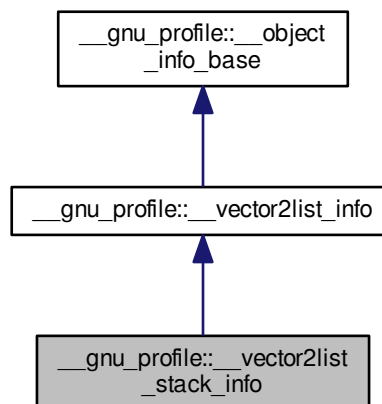 __gnu_profile::__object
_info_base
__gnu_profile::__vector2list_info
__gnu_profile::__vector2list
_stack_info